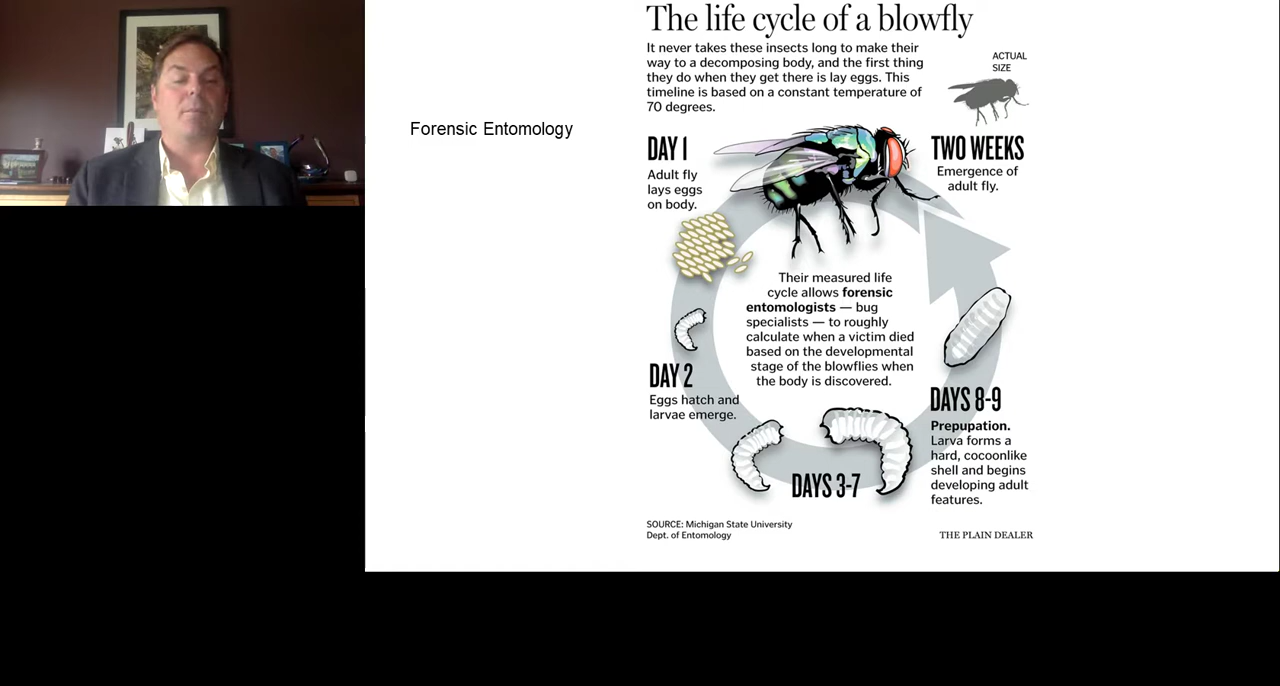 The life cycle of a blowfly
It never takes these insects long to make their
way to a decomposing body, and the first thing
they do when they get there is lay eggs. This
timeline is based on a constant temperature of
70 degrees.
ACTUAL
SIZE
Forensic Entomology
DAY 1
Adult fly
lays eggs
on body.
TWO WEEKS
Emergence of
adult fly.
Their measured life
cycle allows forensic
entomologists — bug
specialists — to roughly
calculate when a victim died
based on the developmental
stage of the blowflies when
the body is discovered.
DAY 2
Eggs hatch and
larvae emerge.
DAYS 3-7
DAYS 8-9
Prepupation.
Larva forms a
hard, cocoonlike
shell and begins
developing adult
features.
SOURCE: Michigan State University
Dept. of Entomology
THE PLAIN DEALER